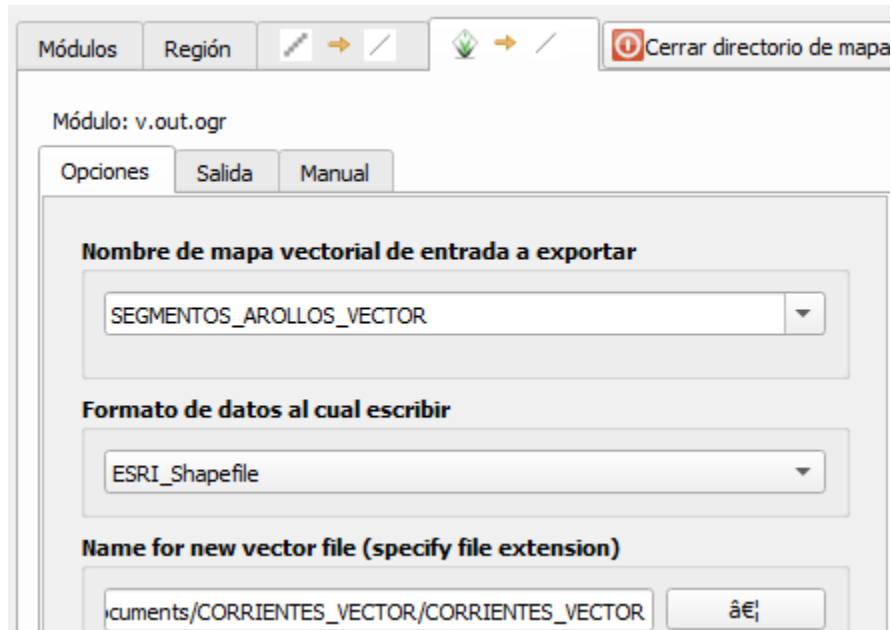 Módulos Región Cerrar directorio de mapa
Módulo: v.out.ogr
Opciones Salida Manual
Nombre de mapa vectorial de entrada a exportar
SEGMENTOS_AROLLOS_VECTOR
Formato de datos al cual escribir
ESRI_Shapefile
Name for new vector file (specify file extension)
ocuments/CORRIENTES_VECTOR/CORRIENTES_VECTOR …